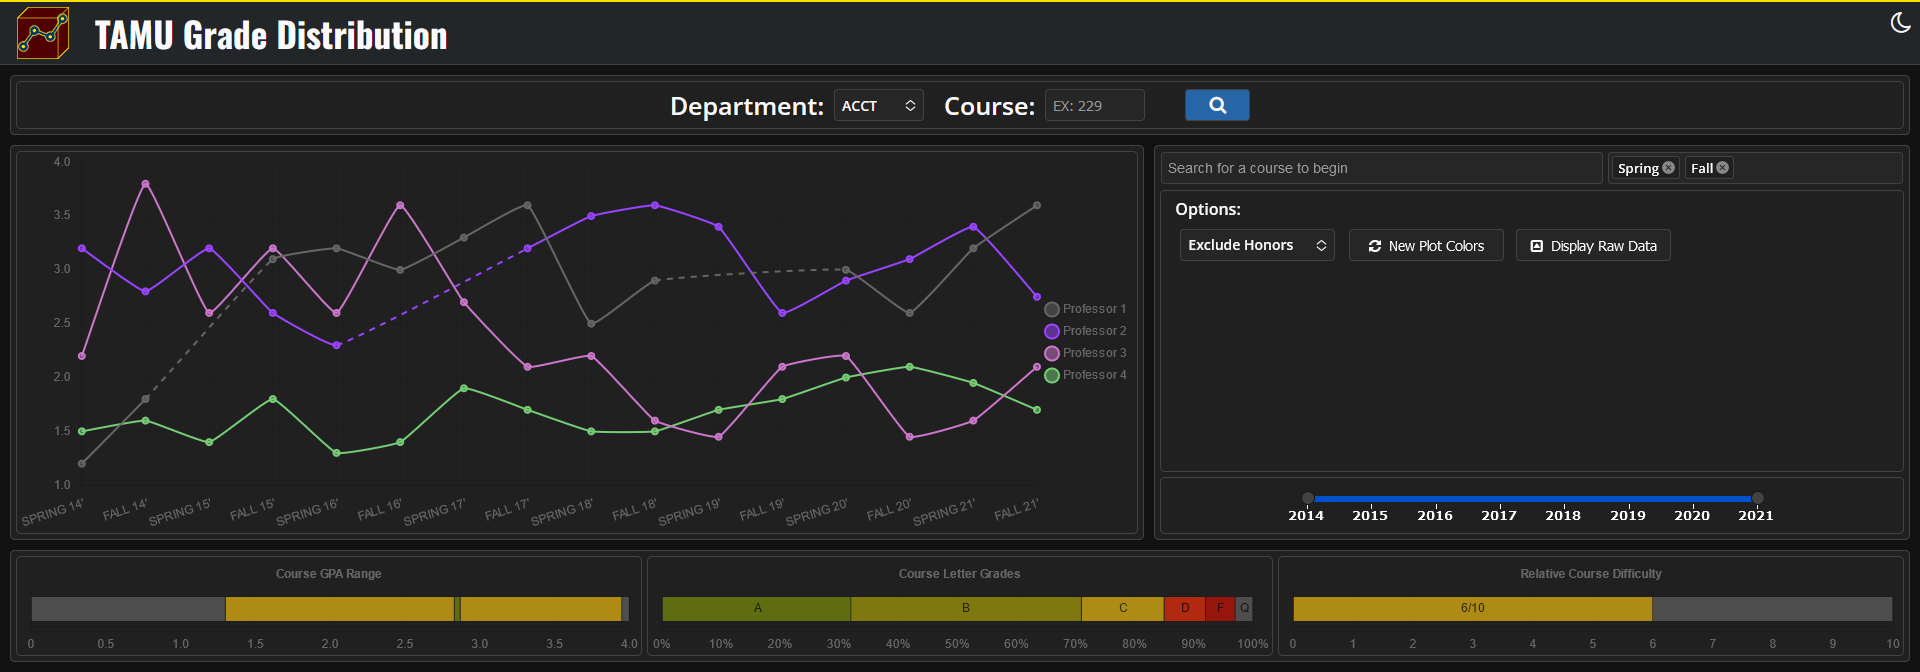 TAMU Grade Distribution
Department: ACCT Course: EX: 229
Search for a course to begin
Spring Fall
Options:
Exclude Honors New Plot Colors Display Raw Data
4.0
3.5
3.0
2.5
2.0
1.5
1.0
SPRING 14' FALL 14' SPRING 15' FALL 15' SPRING 16' FALL 16' SPRING 17' FALL 17' SPRING 18' FALL 18' SPRING 19' FALL 19' SPRING 20' FALL 20' SPRING 21' FALL 21'
Professor 1
Professor 2
Professor 3
Professor 4
2014 2015 2016 2017 2018 2019 2020 2021
Course GPA Range
0 0.5 1.0 1.5 2.0 2.5 3.0 3.5 4.0
Course Letter Grades
A B C D F Q
0% 10% 20% 30% 40% 50% 60% 70% 80% 90% 100%
Relative Course Difficulty
6/10
0 1 2 3 4 5 6 7 8 9 10